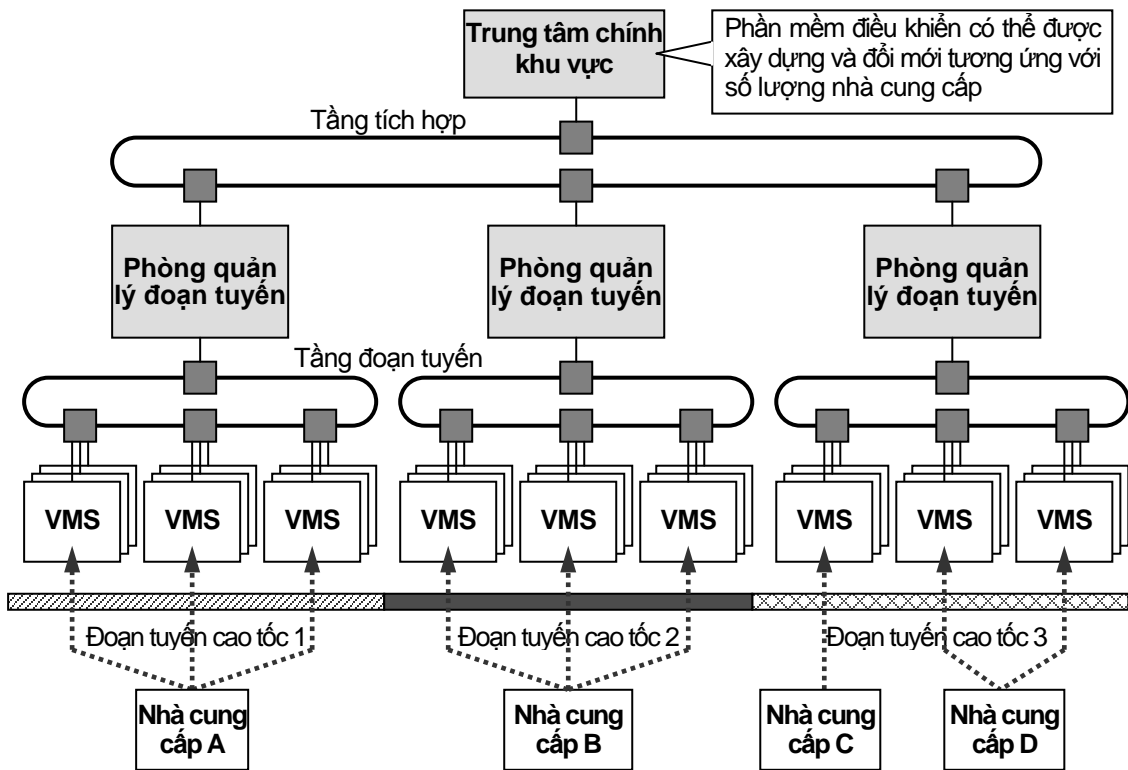 Trung tâm chính
khu vực
Phần mềm điều khiển có thể được
xây dựng và đổi mới tương ứng với
số lượng nhà cung cấp
Tầng tích hợp
Phòng quản
lý đoạn tuyến
Phòng quản
lý đoạn tuyến
Phòng quản
lý đoạn tuyến
Tầng đoạn tuyến
VMS
VMS
VMS
VMS
VMS
VMS
VMS
VMS
VMS
Đoạn tuyến cao tốc 1
Đoạn tuyến cao tốc 2
Đoạn tuyến cao tốc 3
Nhà cung
cấp A
Nhà cung
cấp B
Nhà cung
cấp C
Nhà cung
cấp D